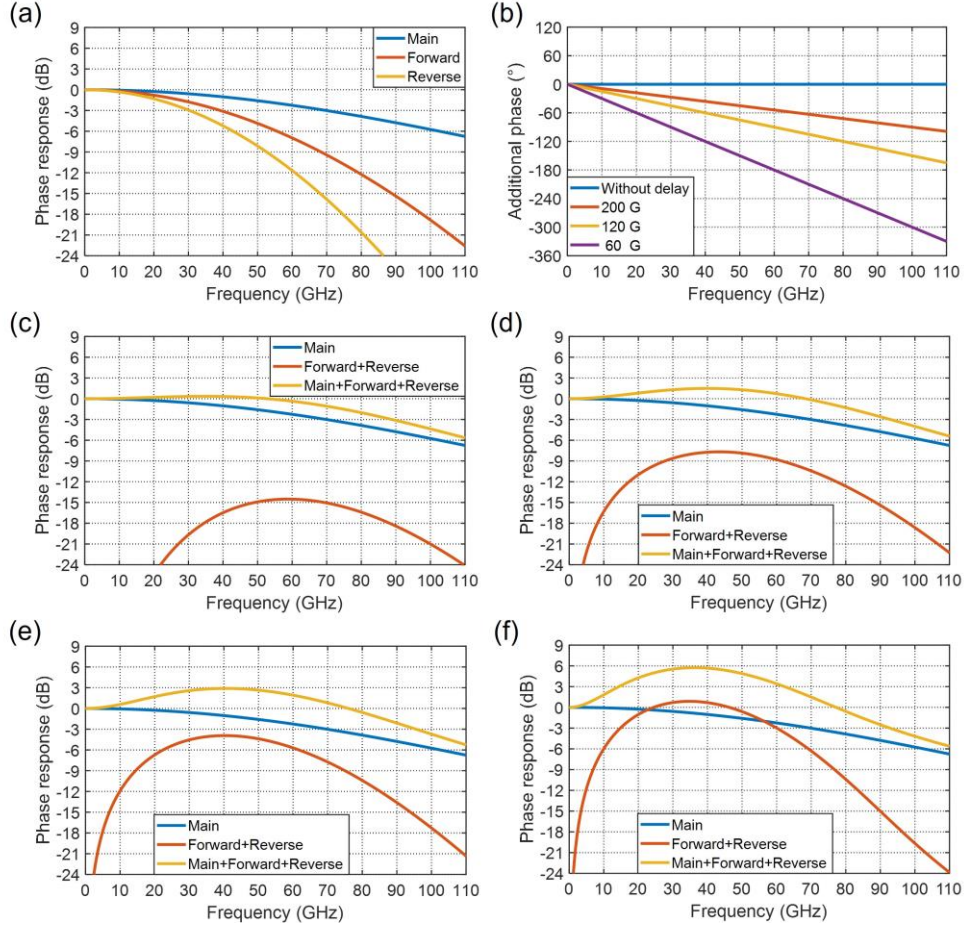 (a)
Phase response (dB)
9
6
3
0
-3
-6
-9
-12
-15
-18
-21
-24
0 10 20 30 40 50 60 70 80 90 100 110
Frequency (GHz)
Main
Forward
Reverse
(b)
Additional phase (°)
120
60
0
-60
-120
-180
-240
-300
-360
0 10 20 30 40 50 60 70 80 90 100 110
Frequency (GHz)
Without delay
200 G
120 G
60 G
(c)
Phase response (dB)
9
6
3
0
-3
-6
-9
-12
-15
-18
-21
-24
0 10 20 30 40 50 60 70 80 90 100 110
Frequency (GHz)
Main
Forward+Reverse
Main+Forward+Reverse
(d)
Phase response (dB)
9
6
3
0
-3
-6
-9
-12
-15
-18
-21
-24
0 10 20 30 40 50 60 70 80 90 100 110
Frequency (GHz)
Main
Forward+Reverse
Main+Forward+Reverse
(e)
Phase response (dB)
9
6
3
0
-3
-6
-9
-12
-15
-18
-21
-24
0 10 20 30 40 50 60 70 80 90 100 110
Frequency (GHz)
Main
Forward+Reverse
Main+Forward+Reverse
(f)
Phase response (dB)
9
6
3
0
-3
-6
-9
-12
-15
-18
-21
-24
0 10 20 30 40 50 60 70 80 90 100 110
Frequency (GHz)
Main
Forward+Reverse
Main+Forward+Reverse